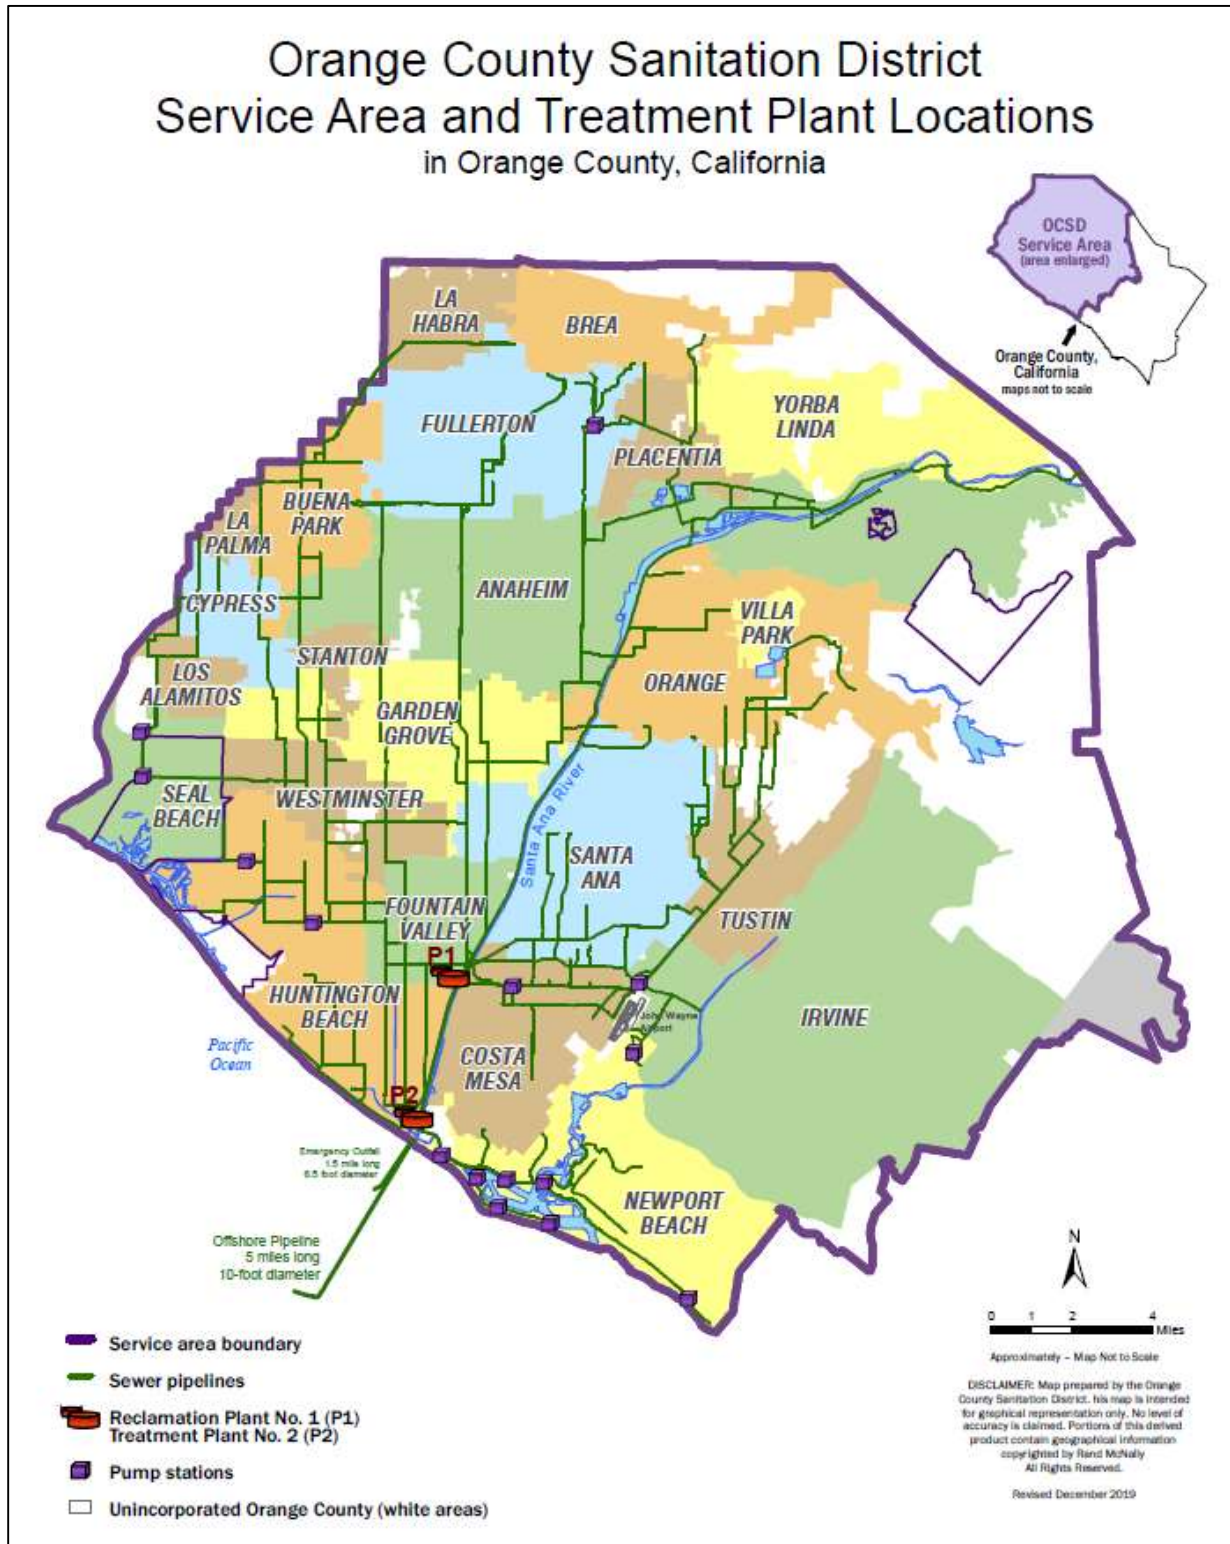 Orange County Sanitation District
Service Area and Treatment Plant Locations
in Orange County, California
OCSD
Service Area
(area enlarged)
Orange County,
California
maps not to scale
LA
HABRA
BREA
FULLERTON
YORBA
LINDA
PLACENTIA
BUENA
PARK
LA
PALMA
CYPRESS
ANAHEIM
VILLA
PARK
STANTON
LOS
ALAMITOS
ORANGE
GARDEN
GROVE
SEAL
BEACH
WESTMINSTER
Santa Ana River
SANTA
ANA
FOUNTAIN
VALLEY
TUSTIN
P1
HUNTINGTON
BEACH
John Wayne
Airport
IRVINE
Pacific
Ocean
COSTA
MESA
P2
Emergency Outfall
1.5 mile long
6.5 foot diameter
NEWPORT
BEACH
Offshore Pipeline
5 miles long
10-foot diameter
N
0 1 2 4
Miles
Approximately – Map Not to Scale
Service area boundary
Sewer pipelines
Reclamation Plant No. 1 (P1)
Treatment Plant No. 2 (P2)
Pump stations
Unincorporated Orange County (white areas)
DISCLAIMER: Map prepared by the Orange
County Sanitation District. his map is intended
for graphical representation only. No level of
accuracy is claimed. Portions of this derived
product contain geographical information
copyrighted by Rand McNally
All Rights Reserved.
Revised December 2019